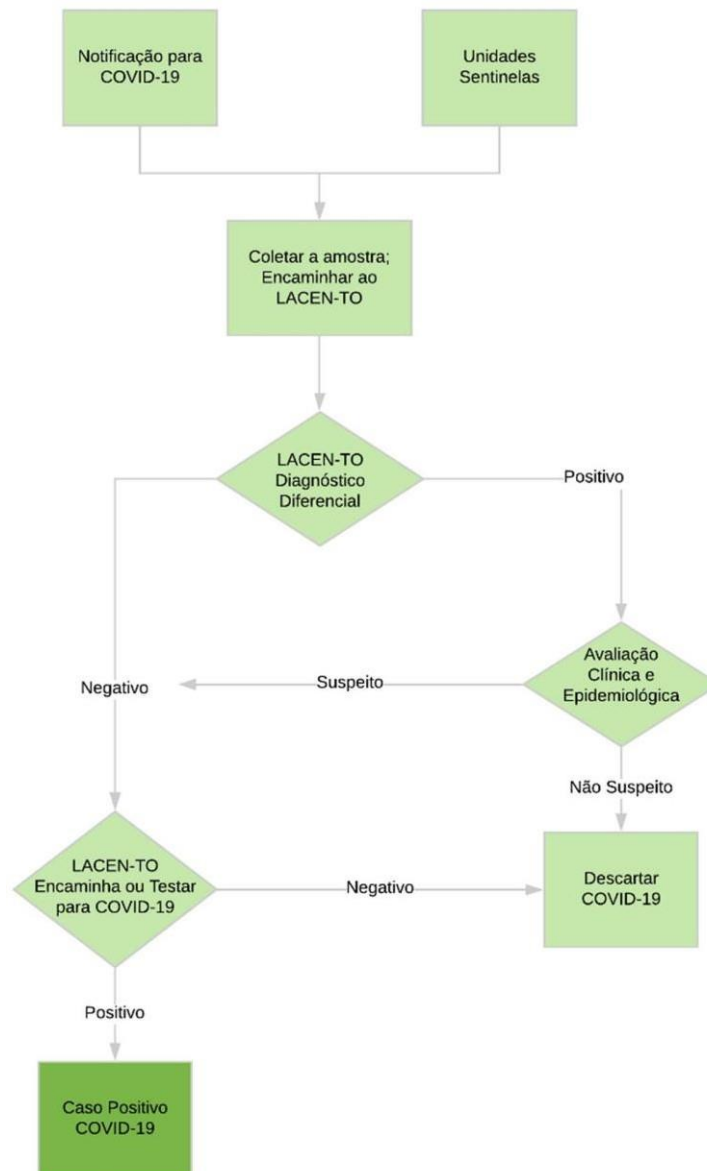 Notificação para
COVID-19
Unidades
Sentinelas
Coletar a amostra;
Encaminhar ao
LACEN-TO
LACEN-TO
Diagnóstico
Diferencial
Positivo
Avaliação
Clínica e
Epidemiológica
Suspeito
Negativo
Não Suspeito
LACEN-TO
Encaminha ou Testar
para COVID-19
Negativo
Descartar
COVID-19
Positivo
Caso Positivo
COVID-19